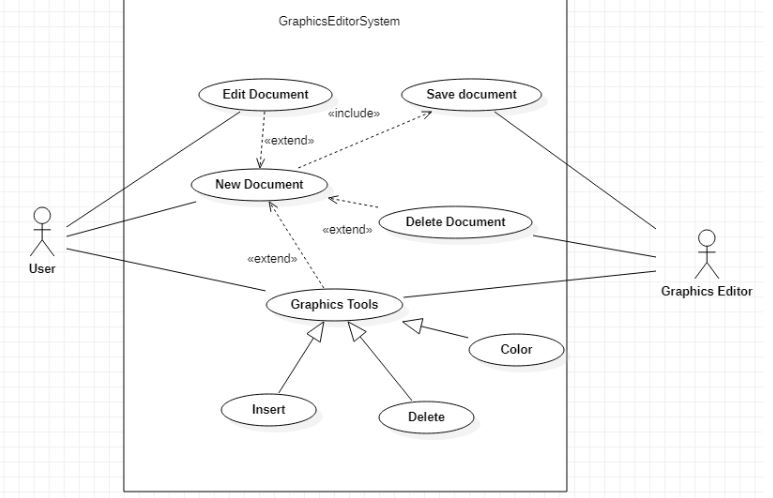 GraphicsEditorSystem
Edit Document
Save document
«include»
«extend»
New Document
Delete Document
«extend»
«extend»
User
Graphics Editor
Graphics Tools
Color
Insert
Delete